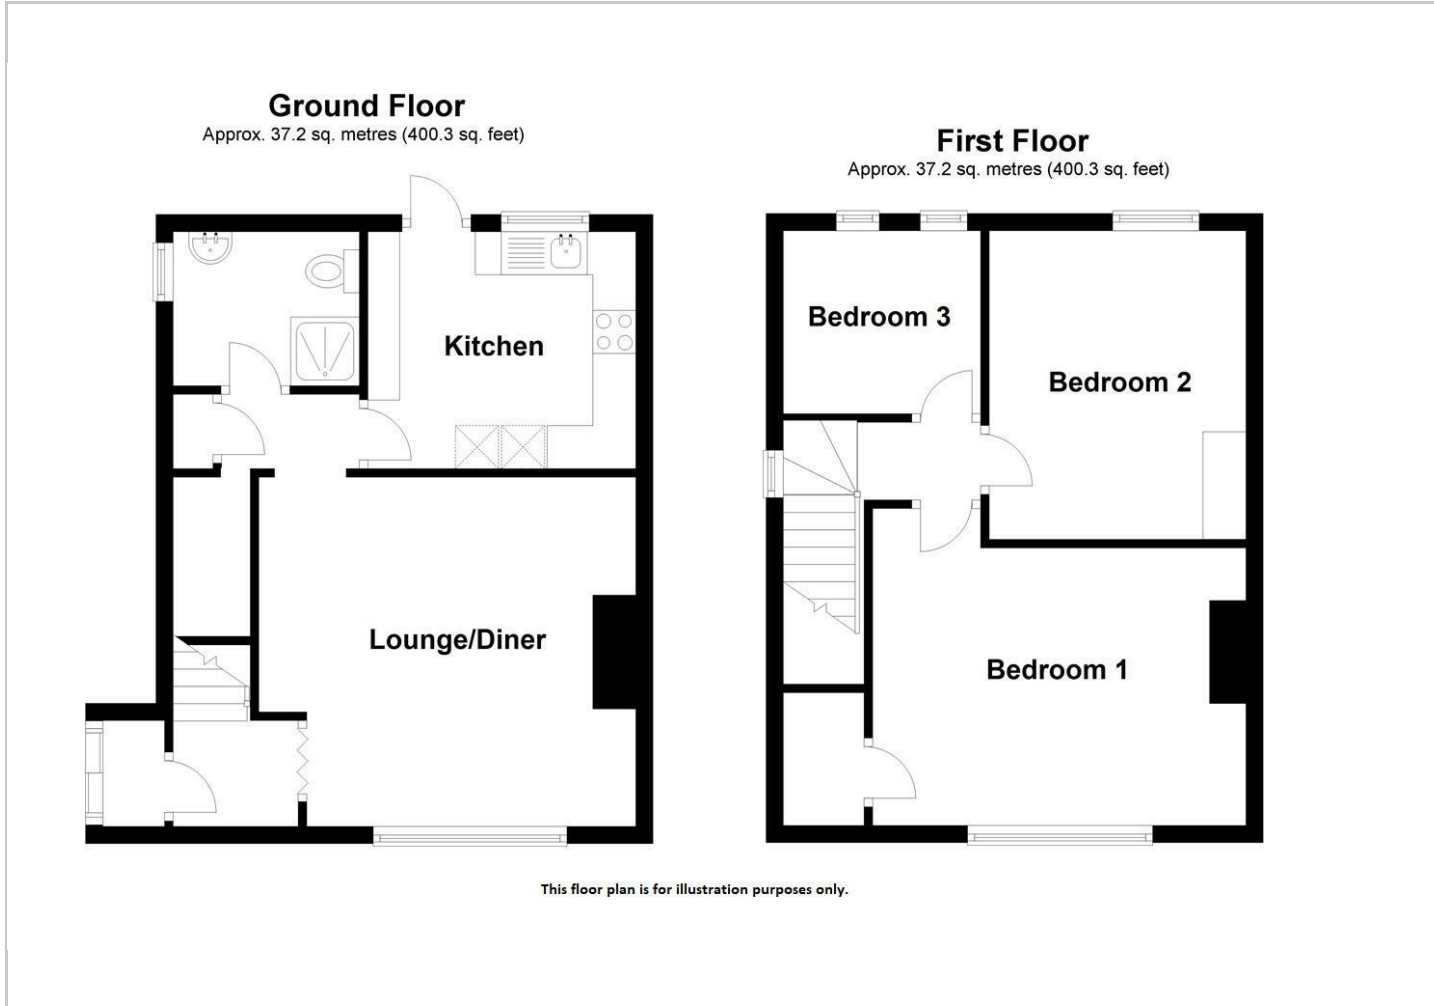 Ground Floor
Approx. 37.2 sq. metres (400.3 sq. feet)
First Floor
Approx. 37.2 sq. metres (400.3 sq. feet)
Kitchen
Lounge/Diner
Bedroom 3
Bedroom 2
Bedroom 1
This floor plan is for illustration purposes only.